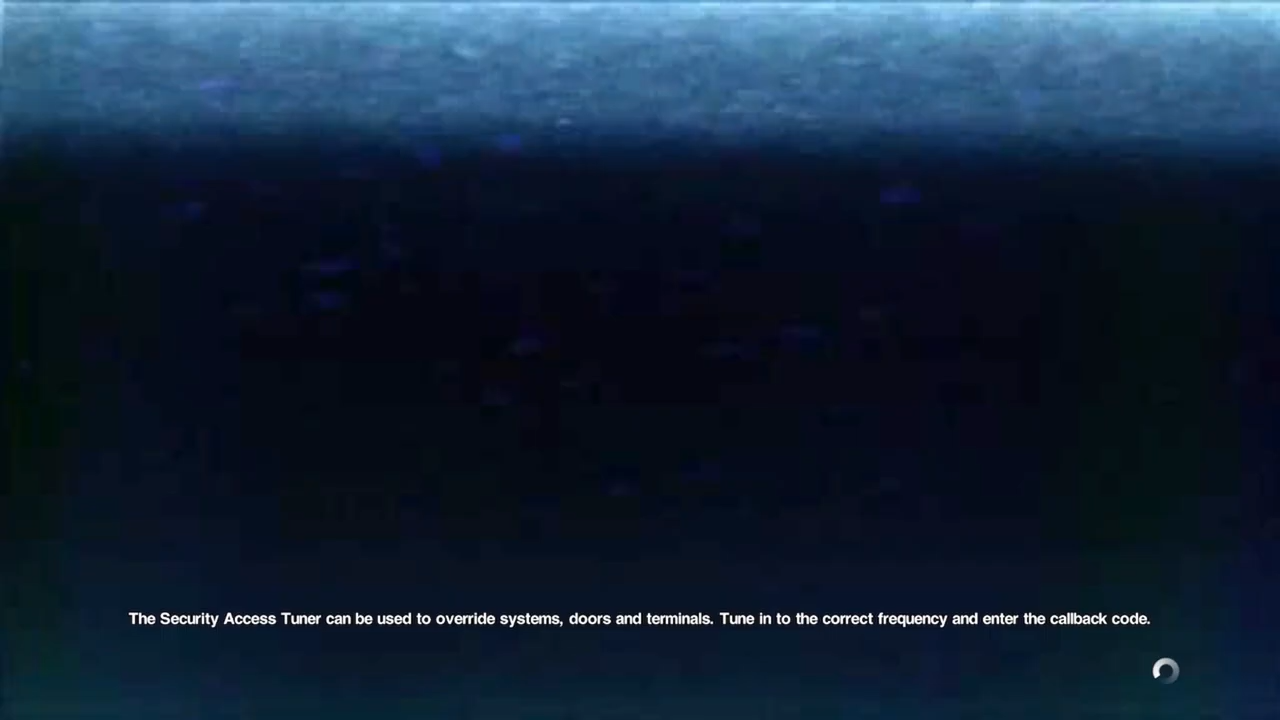 The Security Access Tuner can be used to override systems, doors and terminals. Tune in to the correct frequency and enter the callback code.